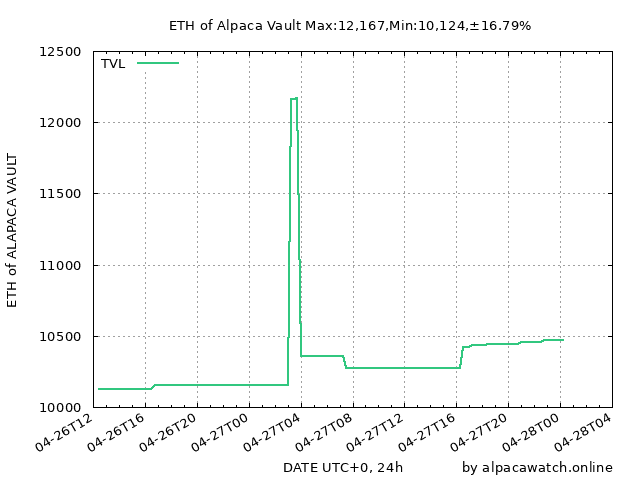 ETH of Alpaca Vault Max:12,167,Min:10,124,±16.79%
TVL
12500
12000
11500
11000
10500
10000
ETH of ALAPACA VAULT
04-26T12
04-26T16
04-26T20
04-27T00
04-27T04
04-27T08
04-27T12
04-27T16
04-27T20
04-28T00
04-28T04
DATE UTC+0, 24h
by alpacawatch.online